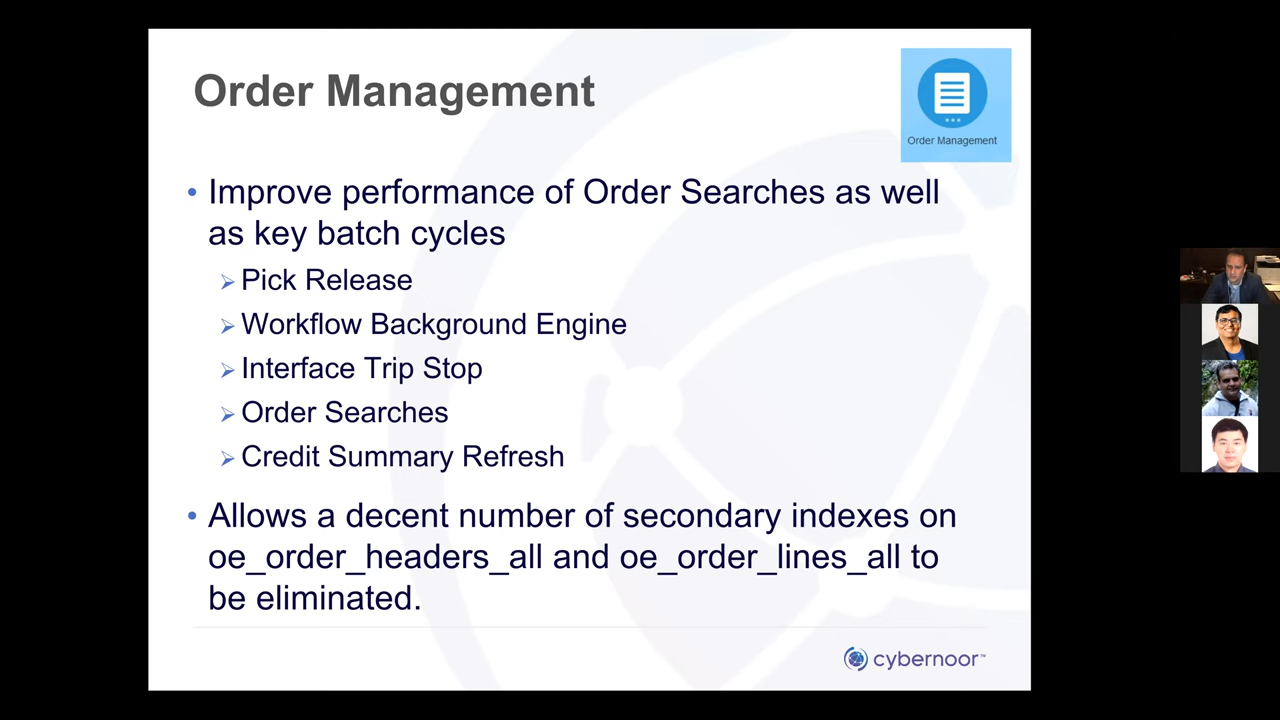 Order Management
Order Management
• Improve performance of Order Searches as well
as key batch cycles
➢ Pick Release
➢ Workflow Background Engine
➢ Interface Trip Stop
➢ Order Searches
➢ Credit Summary Refresh
• Allows a decent number of secondary indexes on
oe_order_headers_all and oe_order_lines_all to
be eliminated.
cybernoor™